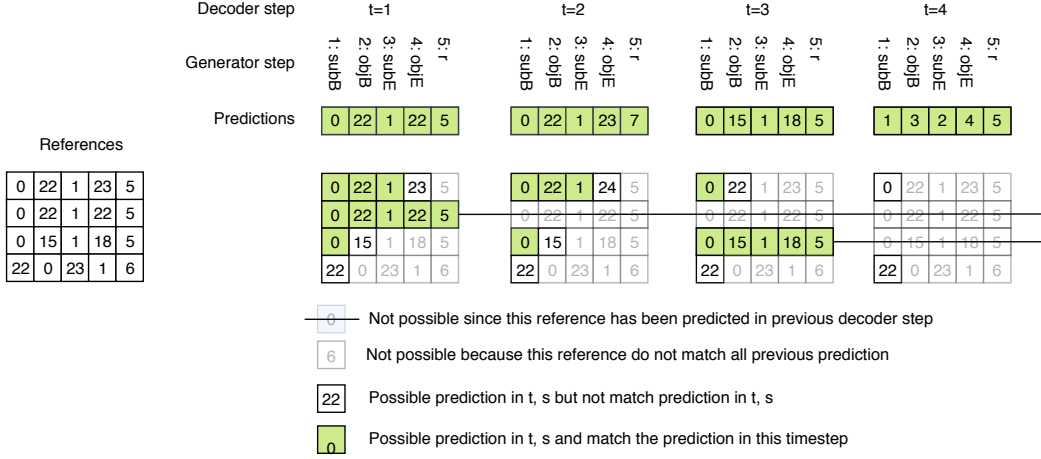 Decoder step t=1 t=2 t=3 t=4
Generator step 1: subB 2: objB 3: subE 4: objE 5: r 1: subB 2: objB 3: subE 4: objE 5: r 1: subB 2: objB 3: subE 4: objE 5: r 1: subB 2: objB 3: subE 4: objE 5: r
Predictions 0 22 1 22 5 0 22 1 23 7 0 15 1 18 5 1 3 2 4 5
References
0 22 1 23 5 0 22 1 23 5 0 22 1 24 5 0 22 1 23 5 0 22 1 23 5
0 22 1 22 5 0 22 1 22 5 0 22 1 22 5 0 22 1 22 5 0 22 1 22 5
0 15 1 18 5 0 15 1 18 5 0 15 1 18 5 0 15 1 18 5 0 15 1 18 5
22 0 23 1 6 22 0 23 1 6 22 0 23 1 6 22 0 23 1 6 22 0 23 1 6
0 Not possible since this reference has been predicted in previous decoder step
6 Not possible because this reference do not match all previous prediction
22 Possible prediction in t, s but not match prediction in t, s
0 Possible prediction in t, s and match the prediction in this timestep